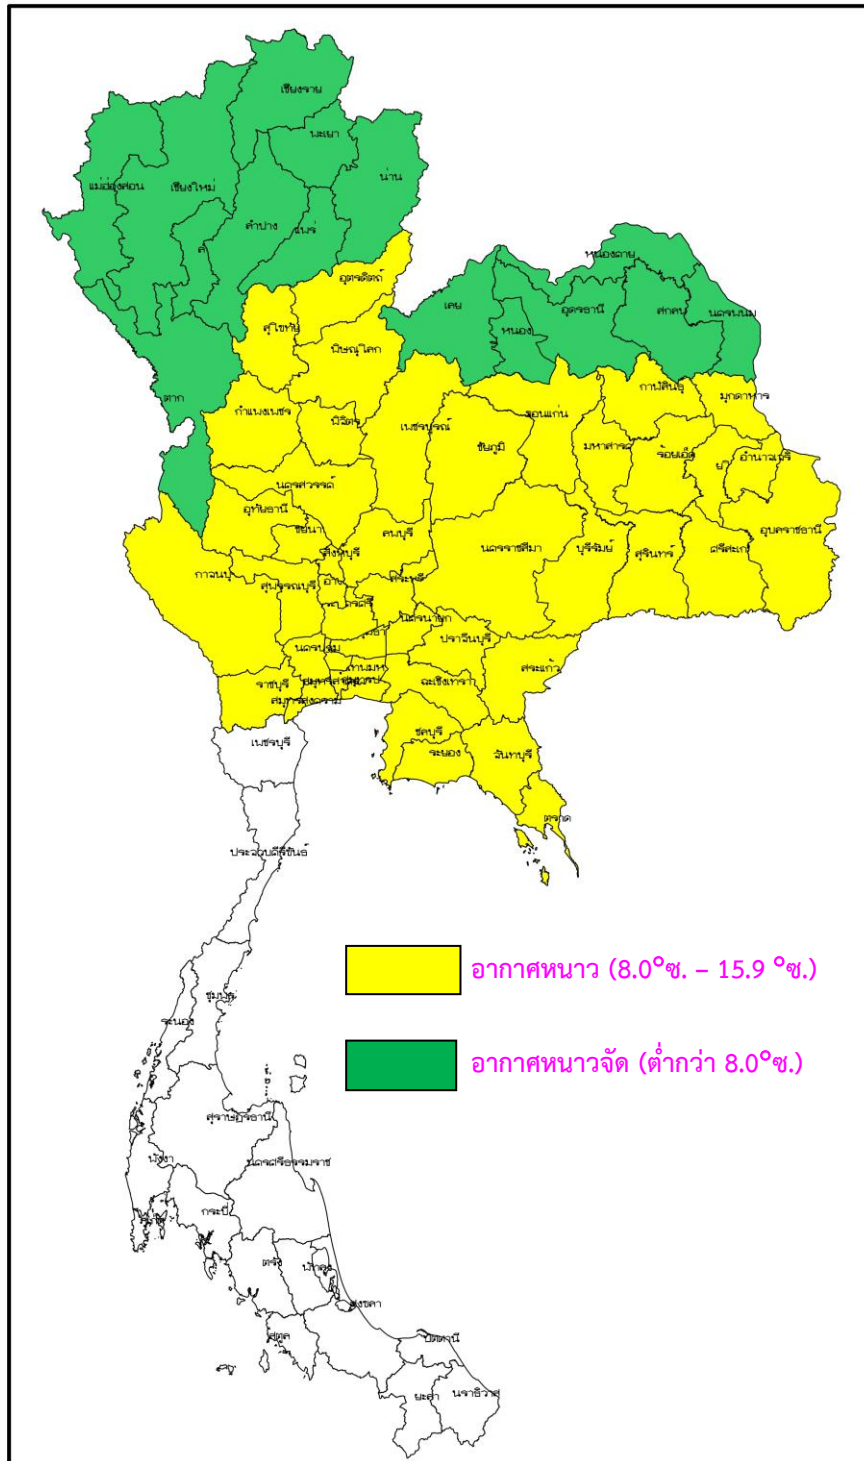 เชียงราย
พะเยา
น่าน
แม่ฮ่องสอน
เชียงใหม่
ลำปาง
แพร่
หนองคาย
อุตรดิตถ์
เลย
อุดรธานี
สกลน
นครพนม
สุโขทัย
หนอง
พิษณุโลก
ตาก
กำแพงเพชร
พิจิตร
เพชรบูรณ์
ชัยภูมิ
ขอนแก่น
กาฬสินธุ์
มุกดาหาร
มหาสารค
ร้อยเอ็ด
ย
อำนาจเจริ
นครสวรรค์
อุทัยธานี
ชัยนา
ลพบุรี
นครราชสีมา
บุรีรัมย์
สุรินทร์
ศรีสะเก
อุบลราชธานี
สิงห์บุรี
กาจนบุ
สุพรรณบุรี
อ่าง
สระบุรี
นครนายก
ปราจีนบุรี
นครปฐม
สระแก้ว
ราชบุรี
ฉะเชิงเทรา
สมุทรสงคราม
ชลบุรี
ระยอง
จันทบุรี
เพชรบุรี
ตราด
ประจวบคีรีขันธ์
อากาศหนาว (8.0°ซ. – 15.9 °ซ.)
ชุมพร
ระนอง
อากาศหนาวจัด (ต่ำกว่า 8.0°ซ.)
สุราษฎร์ธานี
พังงา
นครศรีธรรมราช
กระบี่
ภูเก็ต
ตรัง
พัทลุง
สงขลา
สตูล
ปัตตานี
ยะลา
นราธิวาส